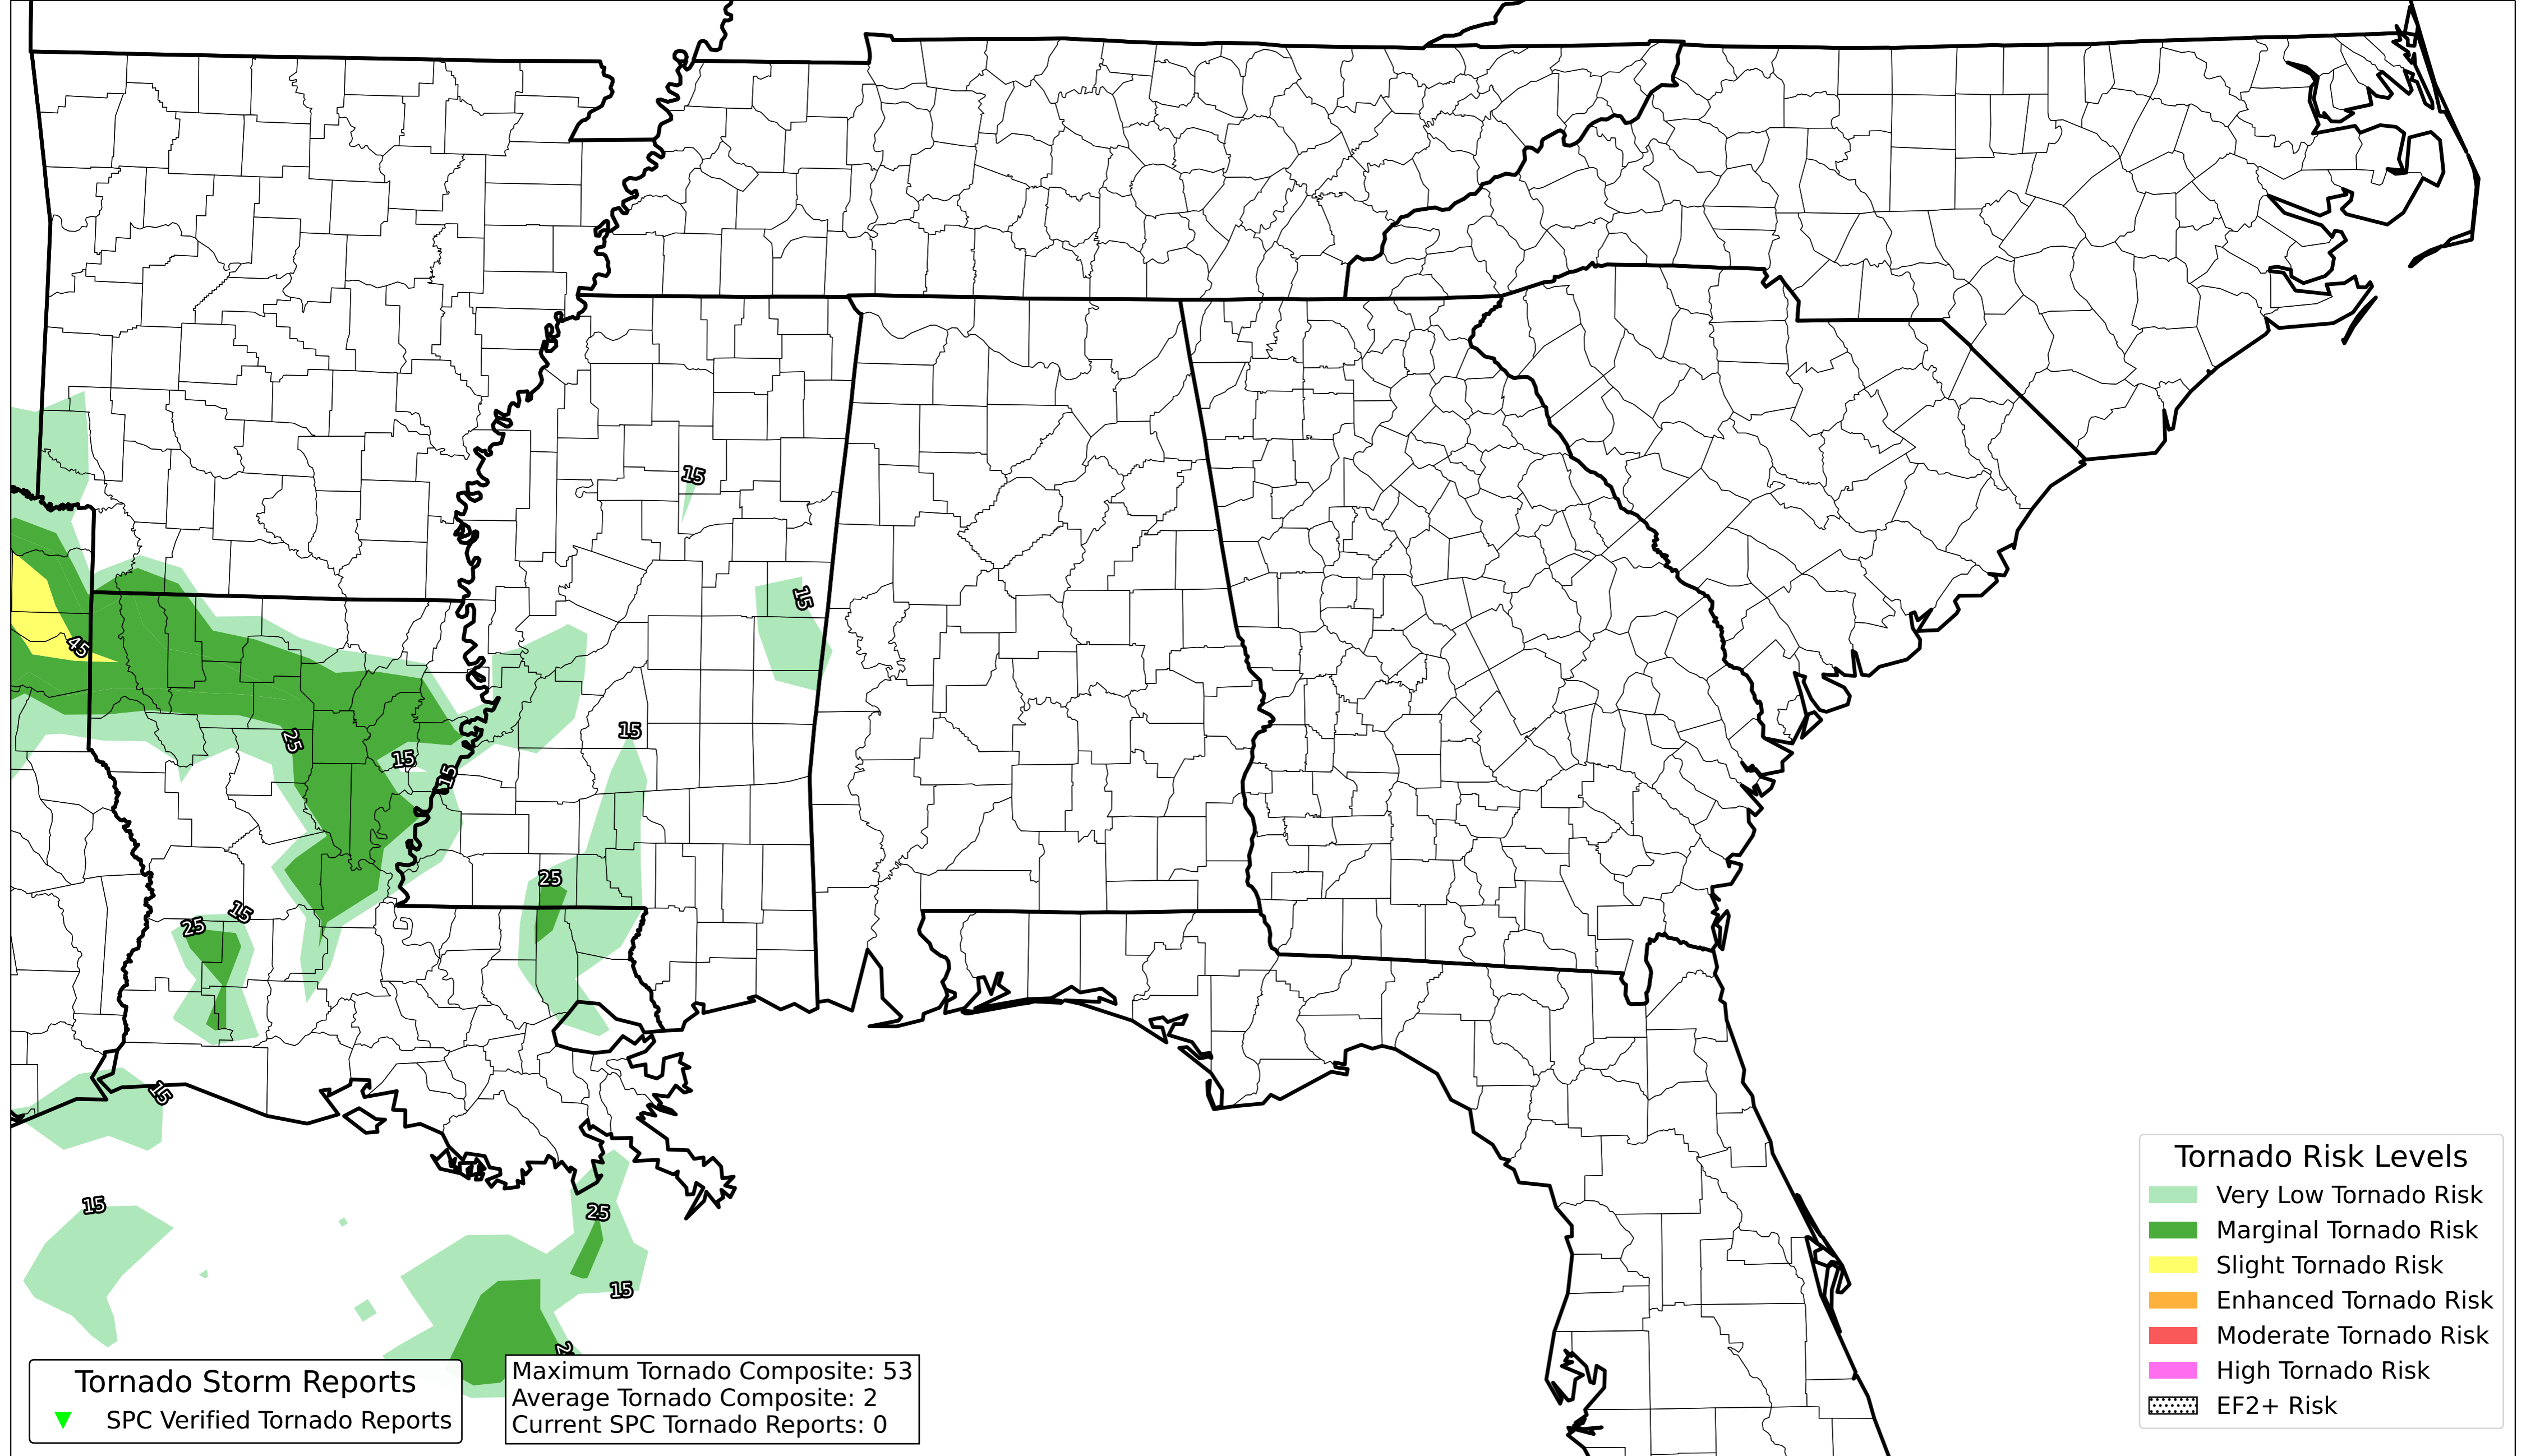 15
15
45
15
25
15
15
25
25
15
15
15
25
15
Tornado Risk Levels
Very Low Tornado Risk
Marginal Tornado Risk
Slight Tornado Risk
Enhanced Tornado Risk
Moderate Tornado Risk
High Tornado Risk
EF2+ Risk
Tornado Storm Reports
SPC Verified Tornado Reports
Maximum Tornado Composite: 53
Average Tornado Composite: 2
Current SPC Tornado Reports: 0